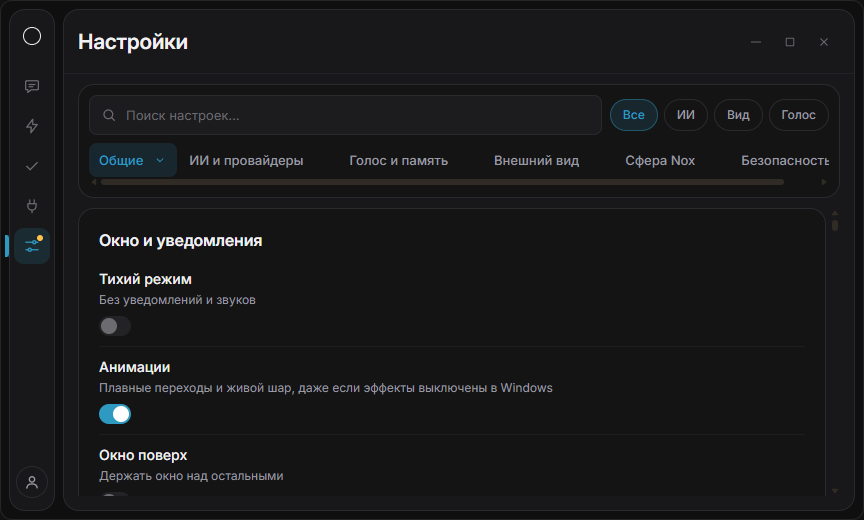 Настройки
Поиск настроек...
Все
ИИ
Вид
Голос
Общие
ИИ и провайдеры
Голос и память
Внешний вид
Сфера Nox
Безопасность
Окно и уведомления
Тихий режим
Без уведомлений и звуков
Анимации
Плавные переходы и живой шар, даже если эффекты выключены в Windows
Окно поверх
Держать окно над остальными